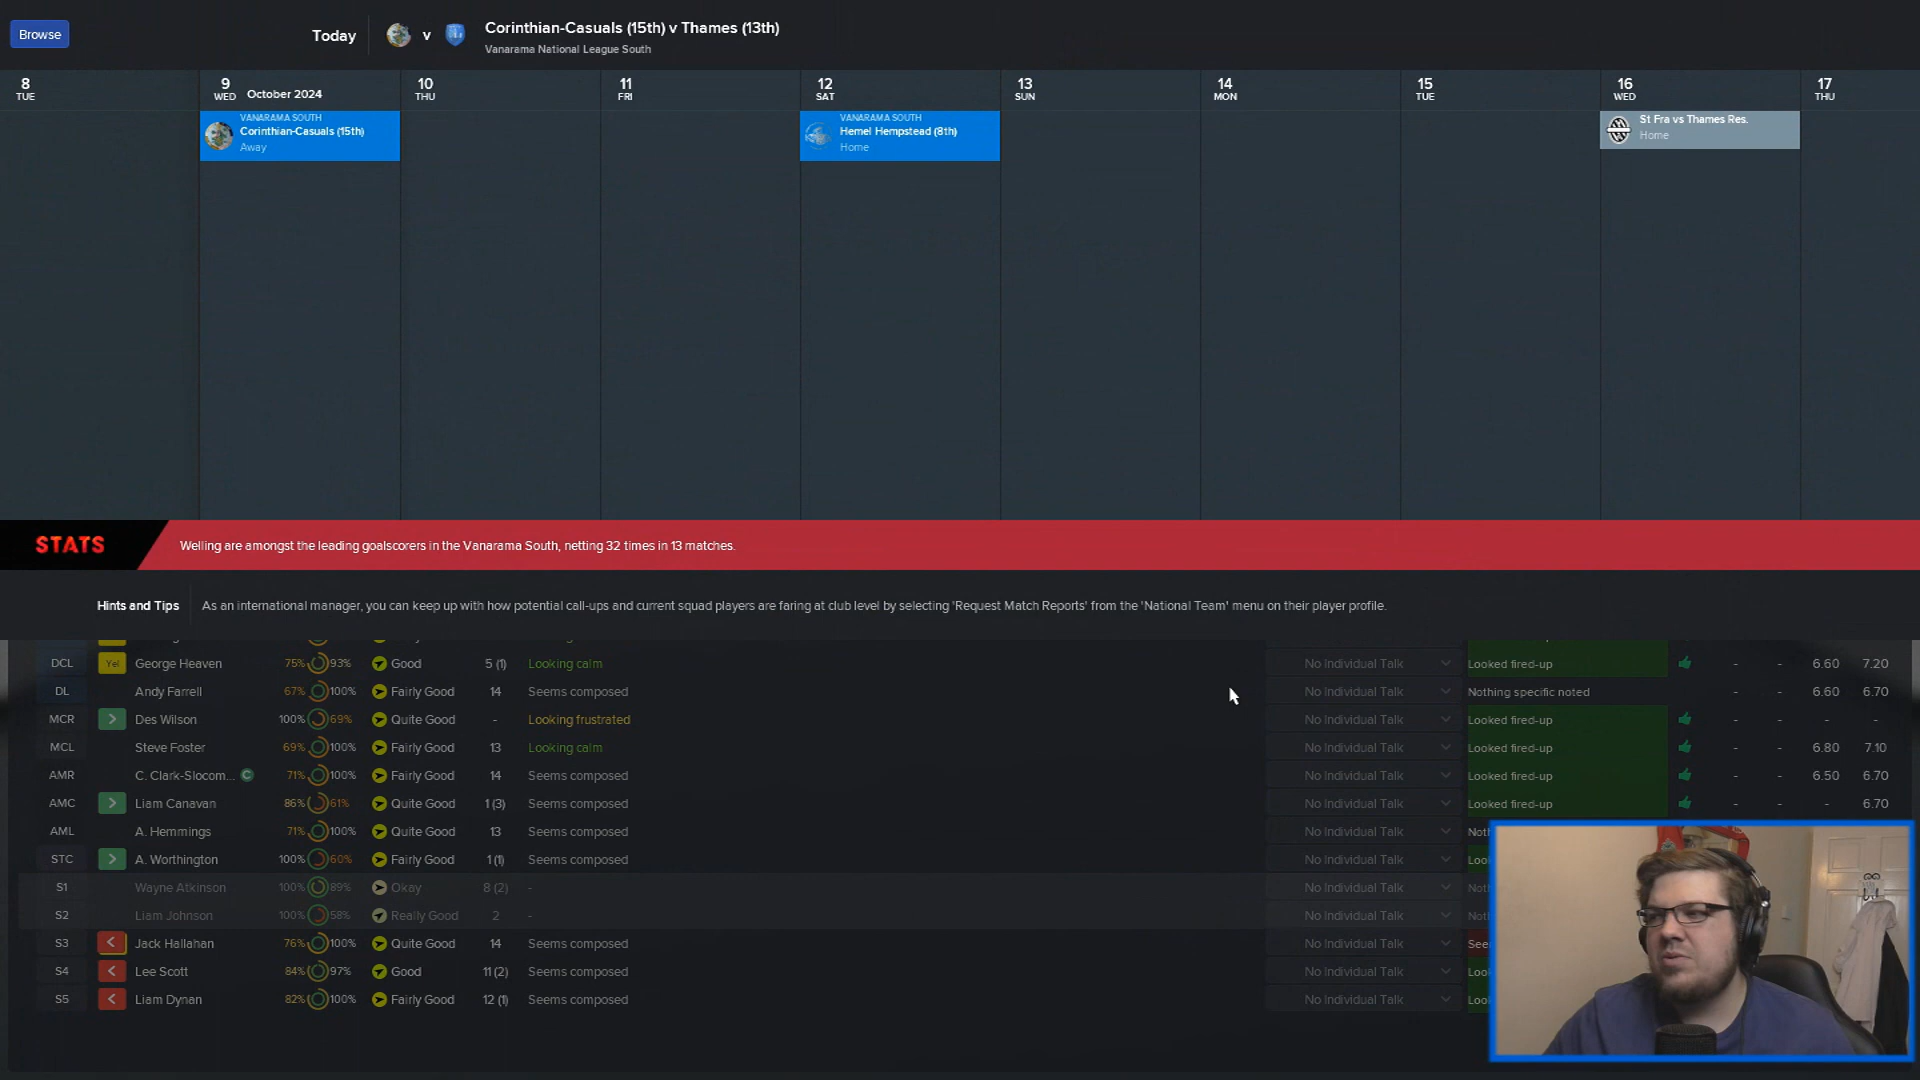 Browse
Today
v
Corinthian-Casuals (15th) v Thames (13th)
Vanarama National League South
8 TUE
9 WED October 2024
10 THU
11 FRI
12 SAT
13 SUN
14 MON
15 TUE
16 WED
17 THU
VANARAMA SOUTH
Corinthian-Casuals (15th)
Away
VANARAMA SOUTH
Hemel Hempstead (8th)
Home
St Fra vs Thames Res.
Home
STATS Welling are amongst the leading goalscorers in the Vanarama South, netting 32 times in 13 matches.
Hints and Tips As an international manager, you can keep up with how potential call-ups and current squad players are faring at club level by selecting 'Request Match Reports' from the 'National Team' menu on their player profile.
DCL Yel George Heaven 75% 93% Good 5 (1) Looking calm No Individual Talk Looked fired-up - - 6.60 7.20
DL Andy Farrell 67% 100% Fairly Good 14 Seems composed No Individual Talk Nothing specific noted - - 6.60 6.70
MCR Des Wilson 100% 69% Quite Good - Looking frustrated No Individual Talk Looked fired-up - - - -
MCL Steve Foster 69% 100% Fairly Good 13 Looking calm No Individual Talk Looked fired-up - - 6.80 7.10
AMR C. Clark-Slocom... C 71% 100% Fairly Good 14 Seems composed No Individual Talk Looked fired-up - - 6.50 6.70
AMC Liam Canavan 86% 61% Quite Good 1 (3) Seems composed No Individual Talk Looked fired-up - - - 6.70
AML A. Hemmings 71% 100% Quite Good 13 Seems composed No Individual Talk Not
STC A. Worthington 100% 60% Fairly Good 1 (1) Seems composed No Individual Talk Loo
S1 Wayne Atkinson 100% 89% Okay 8 (2) - No Individual Talk Not
S2 Liam Johnson 100% 58% Really Good 2 - No Individual Talk Not
S3 Jack Hallahan 76% 100% Quite Good 14 Seems composed No Individual Talk See
S4 Lee Scott 84% 97% Good 11 (2) Seems composed No Individual Talk Loo
S5 Liam Dynan 82% 100% Fairly Good 12 (1) Seems composed No Individual Talk Loo